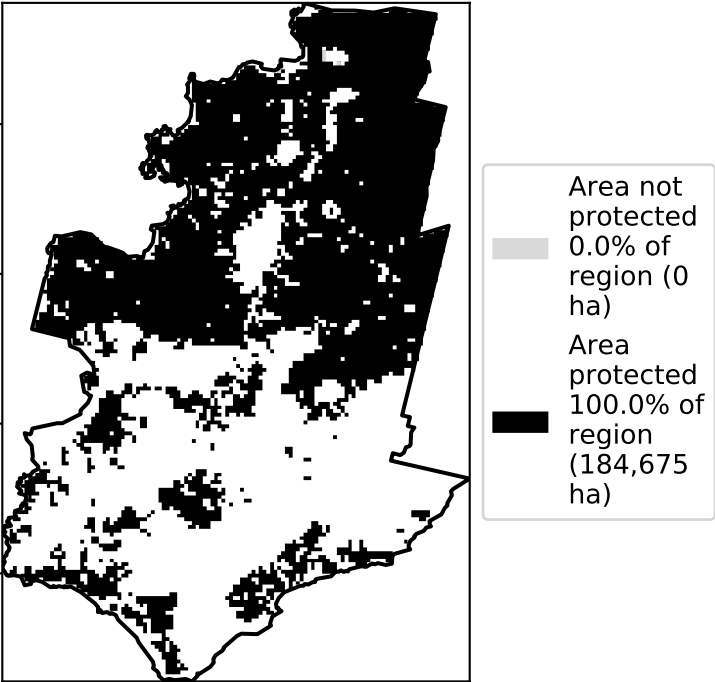 Area not
protected
0.0% of
region (0
ha)
Area
protected
100.0% of
region
(184,675
ha)